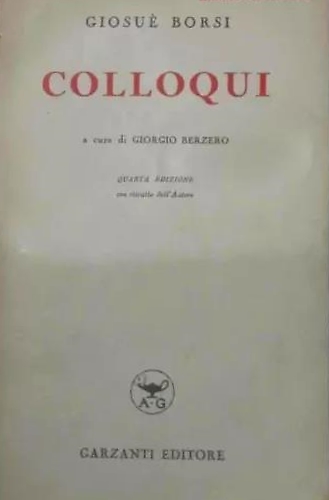 GIOSUÈ BORSI
COLLOQUI
a cura di GIORGIO BERZERO
QUARTA EDIZIONE
con ritratto dell'Autore
A·G
GARZANTI EDITORE